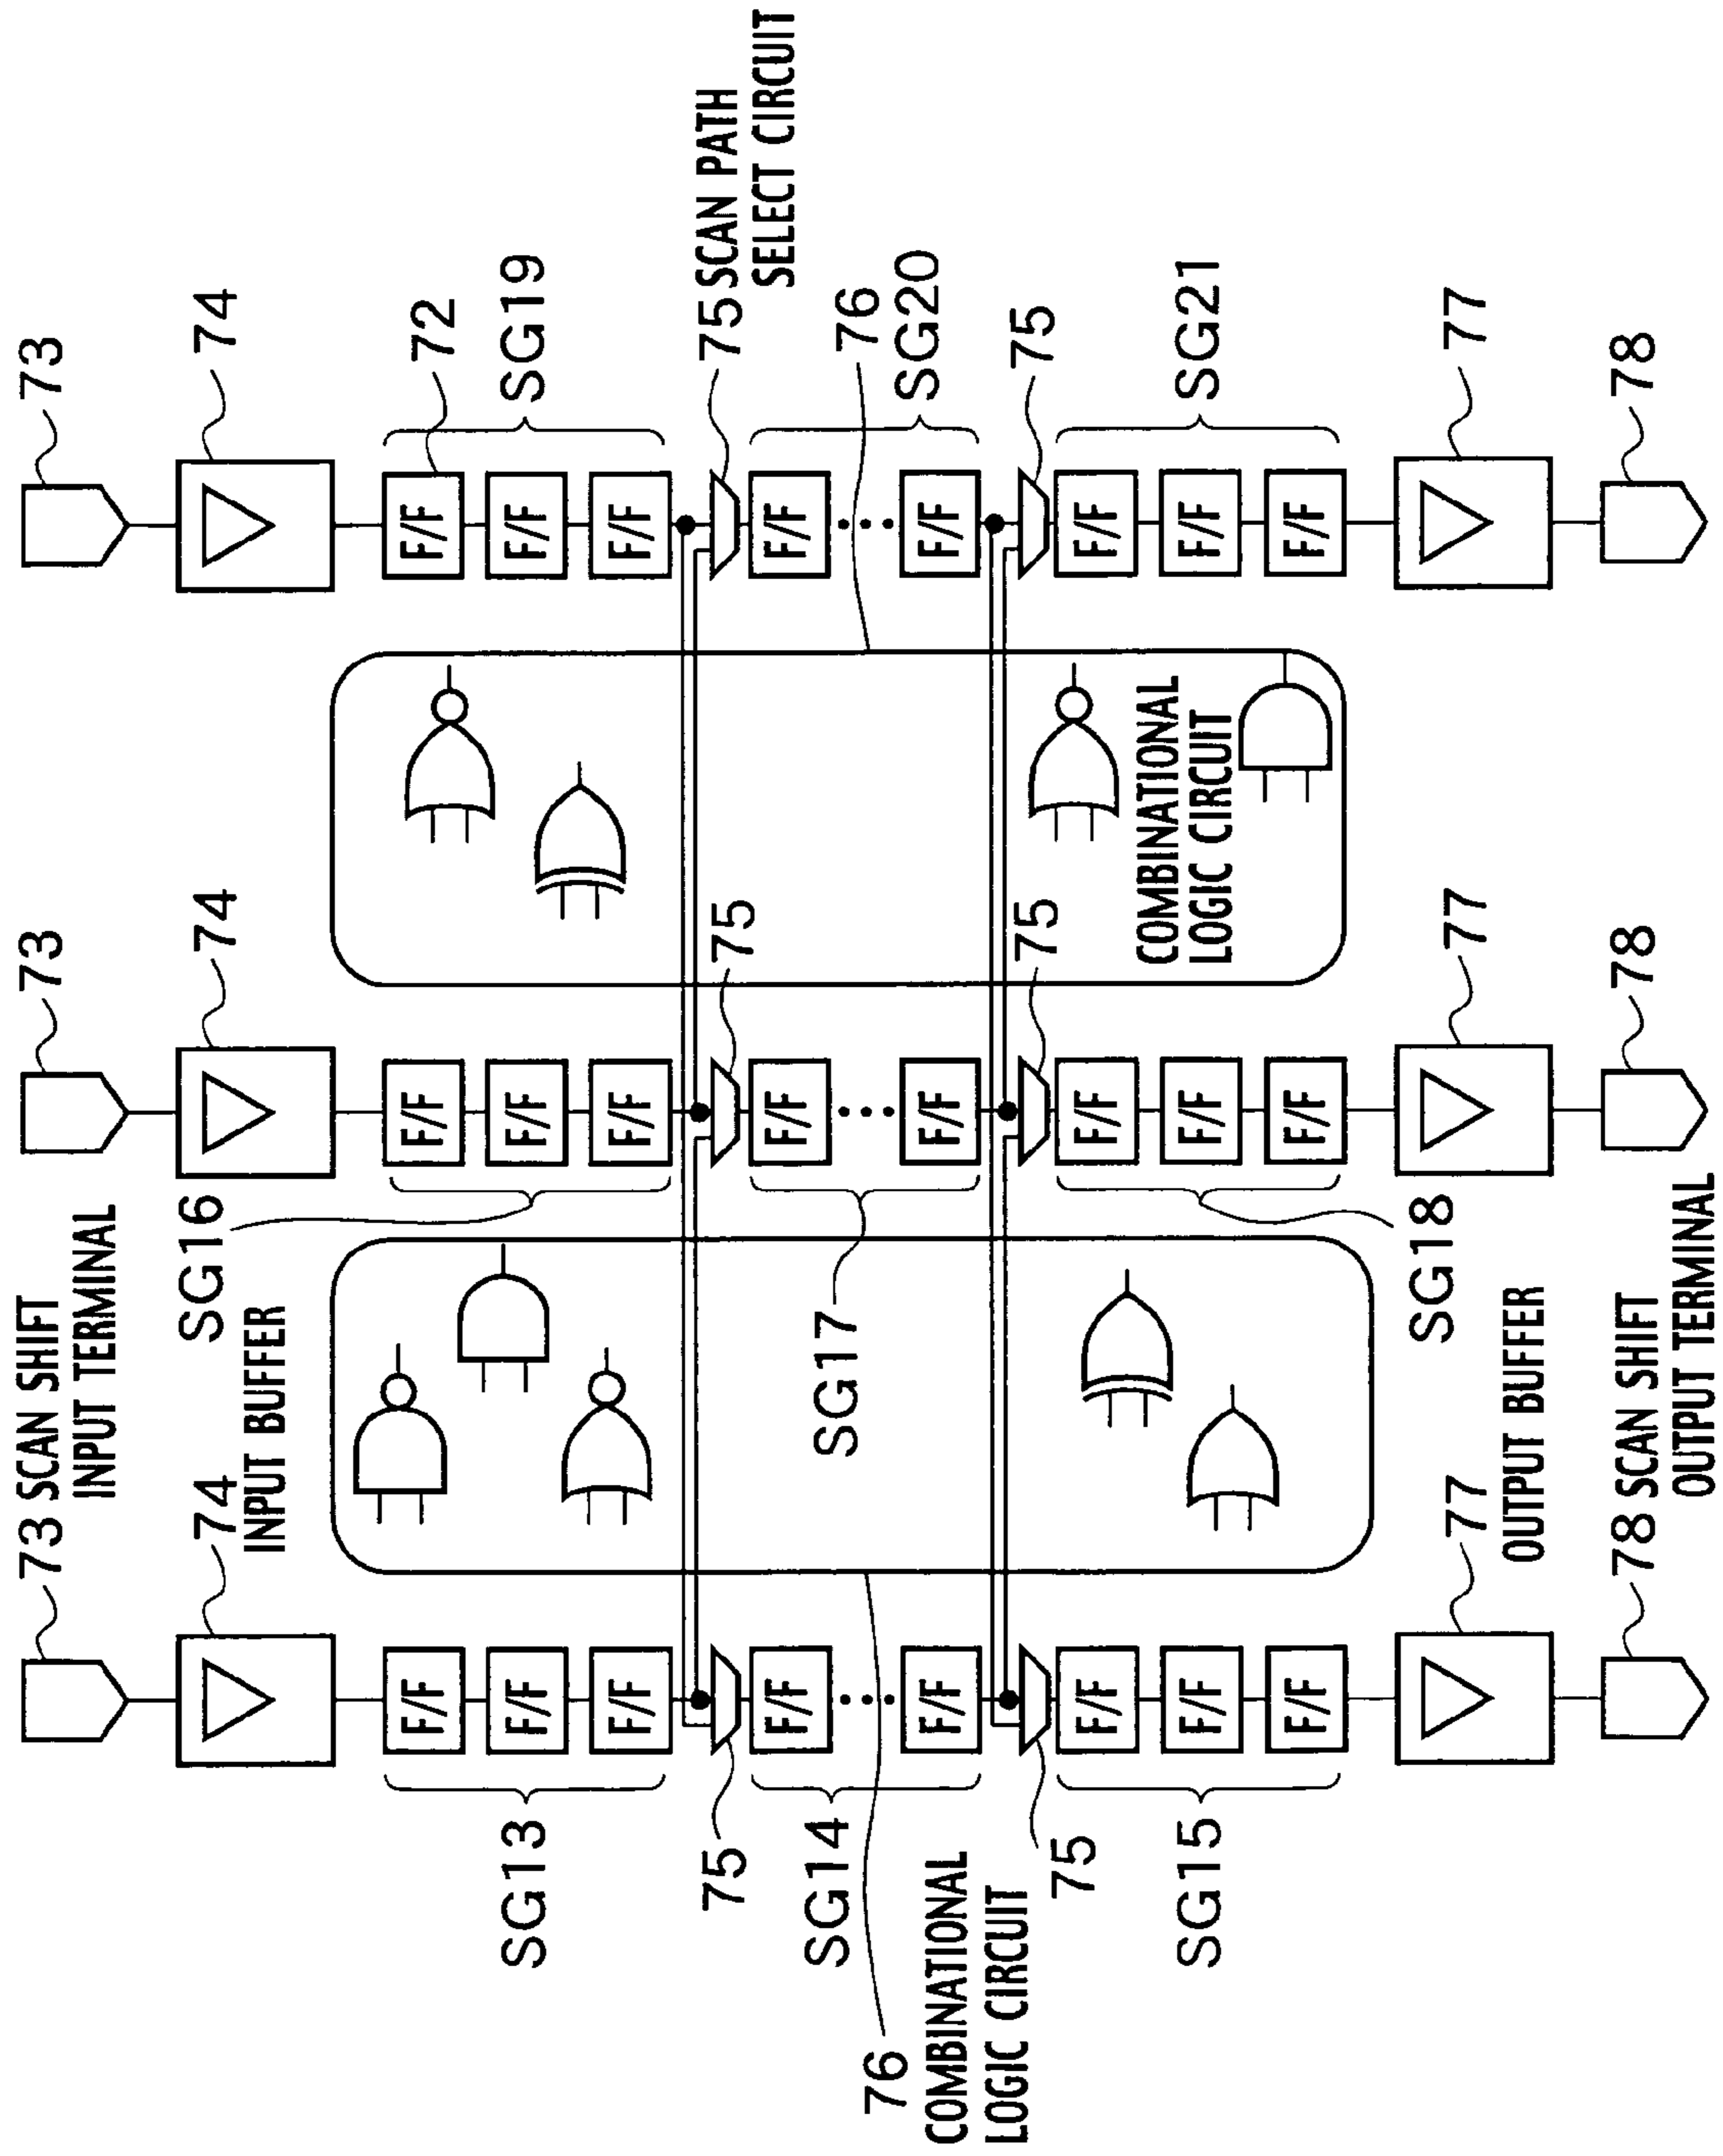 73 SCAN SHIFT
INPUT TERMINAL
73
73
74
INPUT BUFFER
SG16
74
74
72
F/F
F/F
F/F
SG13
F/F
F/F
F/F
SG19
F/F
F/F
F/F
75
75
75 SCAN PATH
SELECT CIRCUIT
F/F
F/F
F/F
SG14
SG17
76
SG20
76
COMBINATIONAL
LOGIC CIRCUIT
F/F
F/F
F/F
75
75
75
F/F
F/F
F/F
COMBINATIONAL
LOGIC CIRCUIT
SG15
F/F
F/F
F/F
SG21
F/F
F/F
F/F
SG18
77
OUTPUT BUFFER
77
77
78 SCAN SHIFT
OUTPUT TERMINAL
78
78